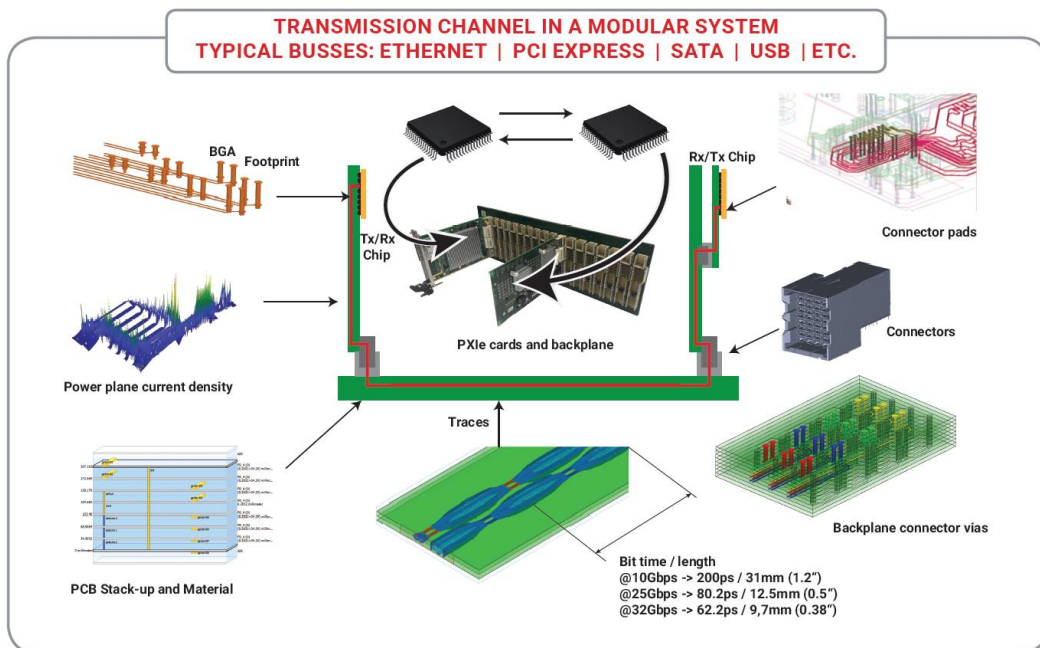 TRANSMISSION CHANNEL IN A MODULAR SYSTEM
TYPICAL BUSSES: ETHERNET | PCI EXPRESS | SATA | USB | ETC.
BGA
Footprint
Tx/Rx
Chip
Rx/Tx Chip
Connector pads
PXIe cards and backplane
Connectors
Power plane current density
Traces
PCB Stack-up and Material
Backplane connector vias
Bit time / length
@10Gbps -> 200ps / 31mm (1.2“)
@25Gbps -> 80.2ps / 12.5mm (0.5“)
@32Gbps -> 62.2ps / 9,7mm (0.38“)